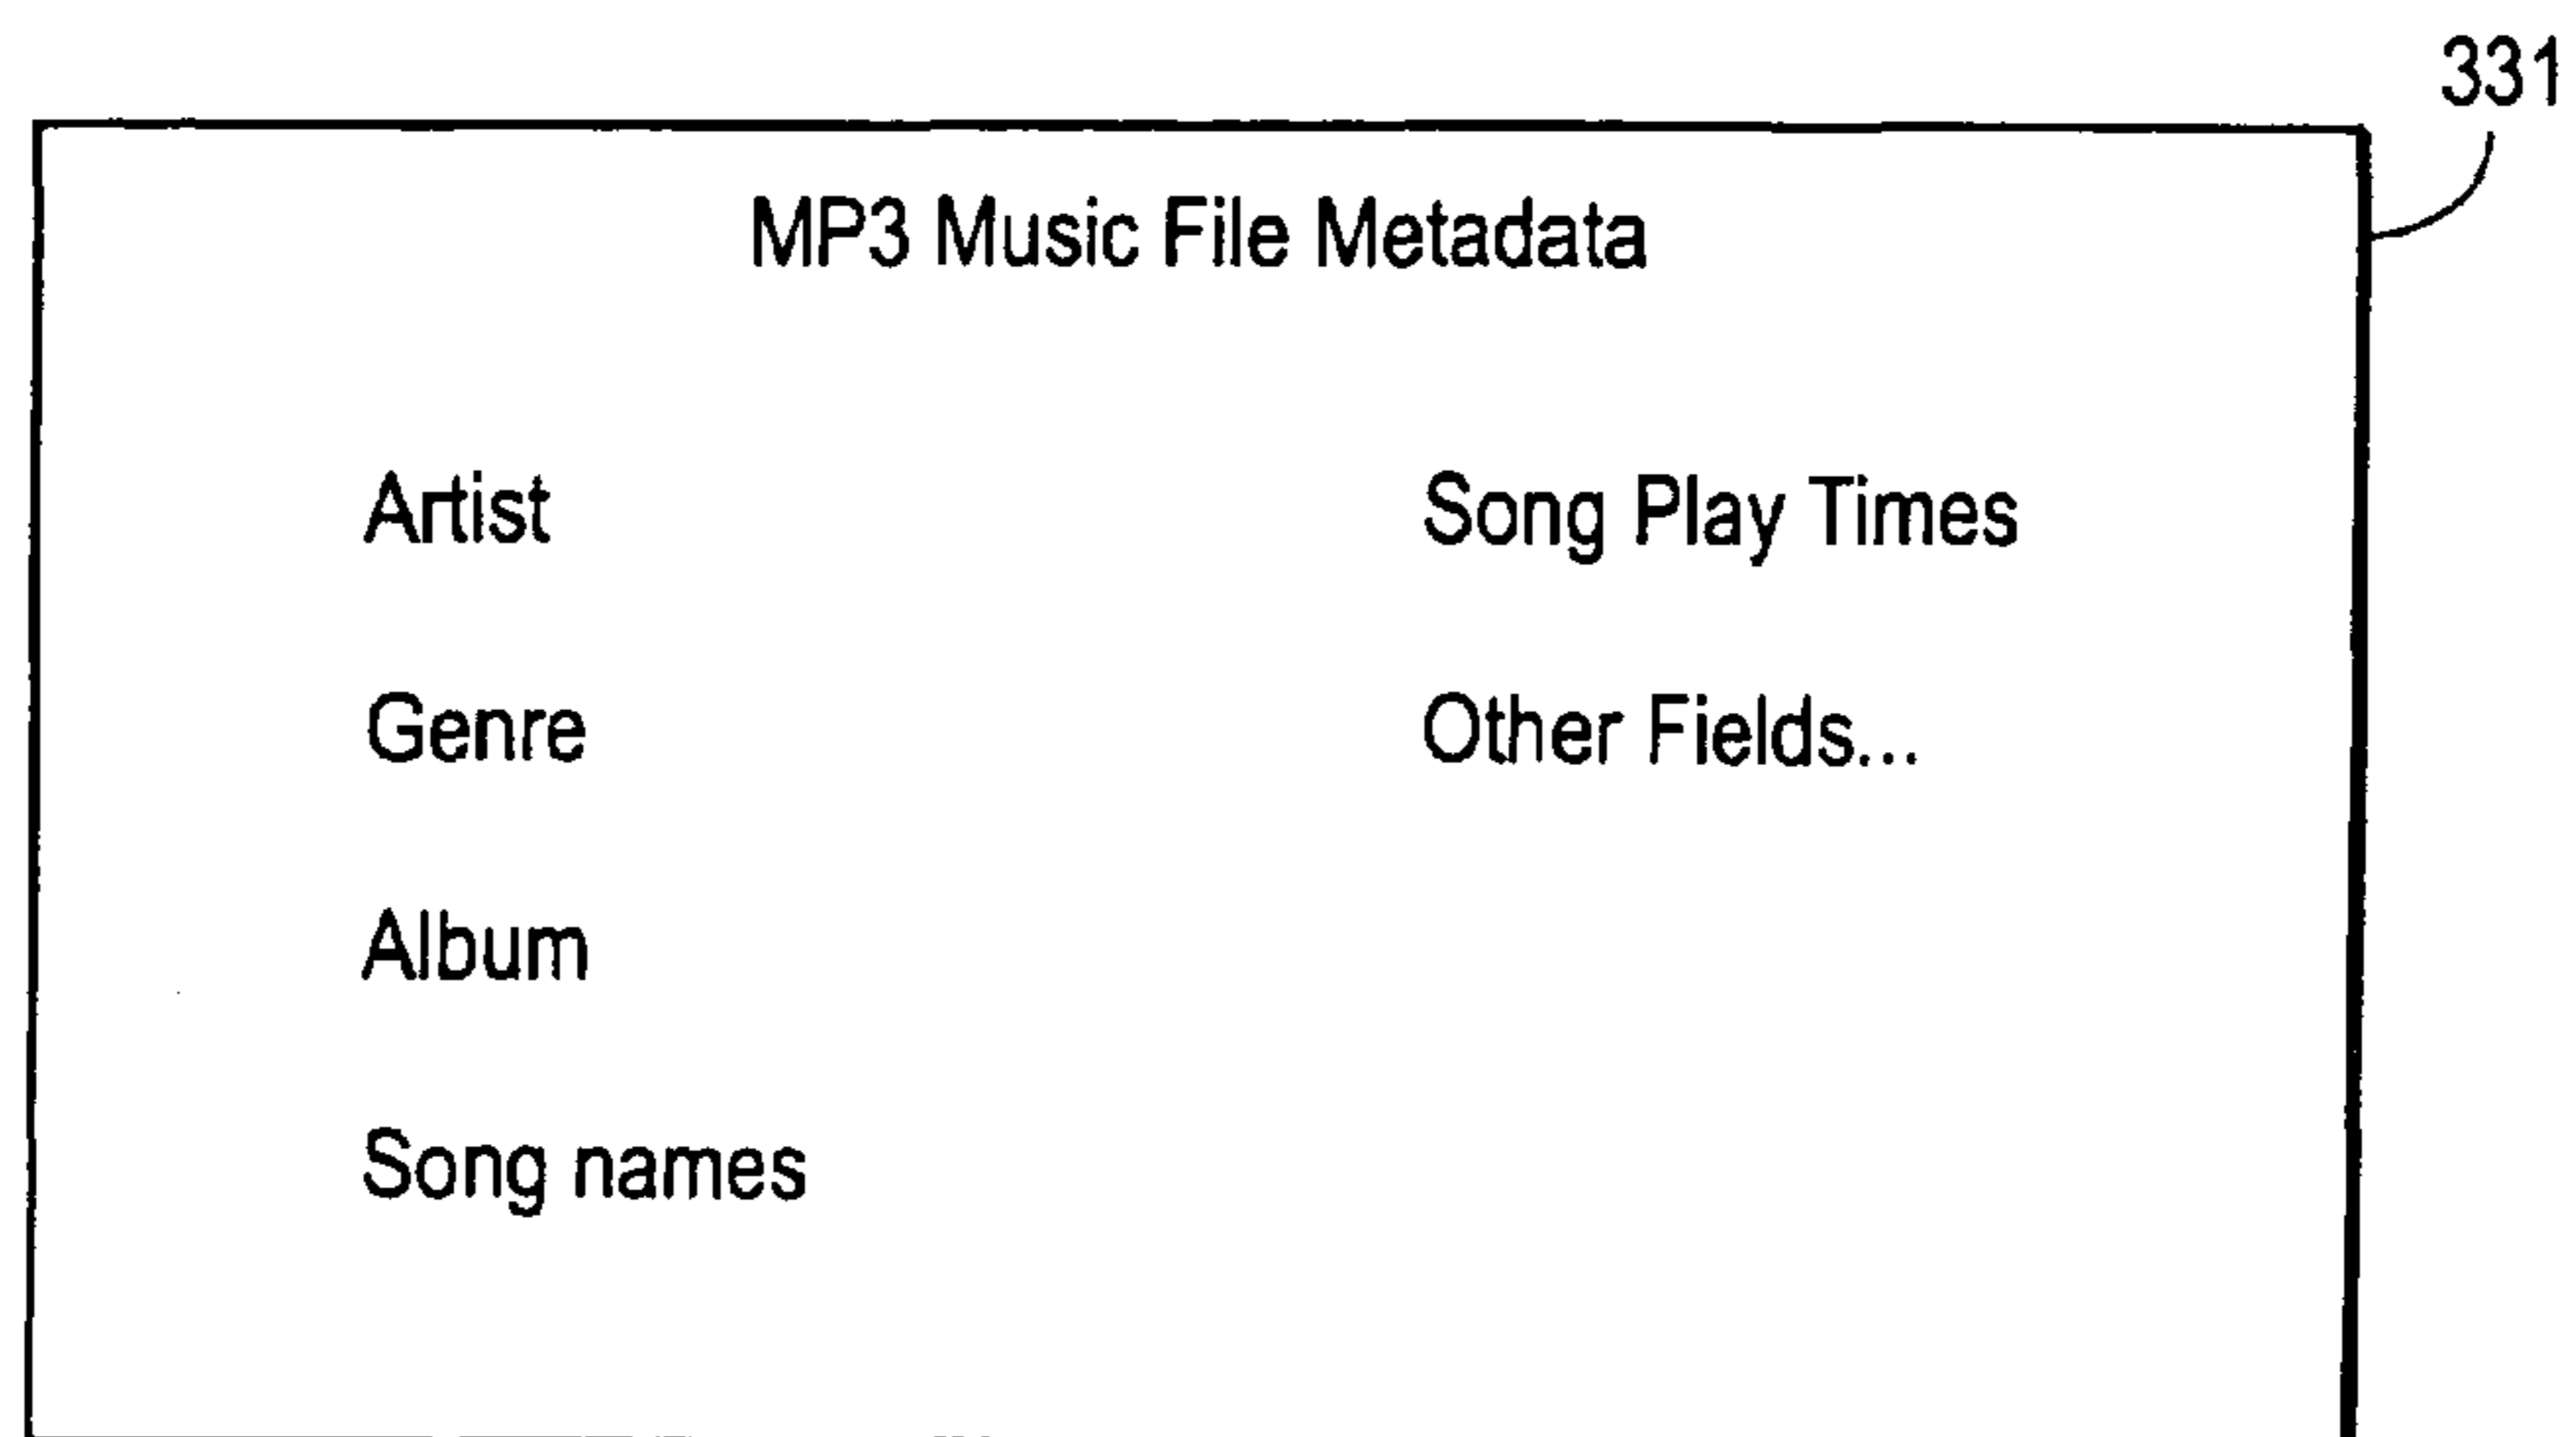 331
MP3 Music File Metadata
Artist
Genre
Album
Song names
Song Play Times
Other Fields...